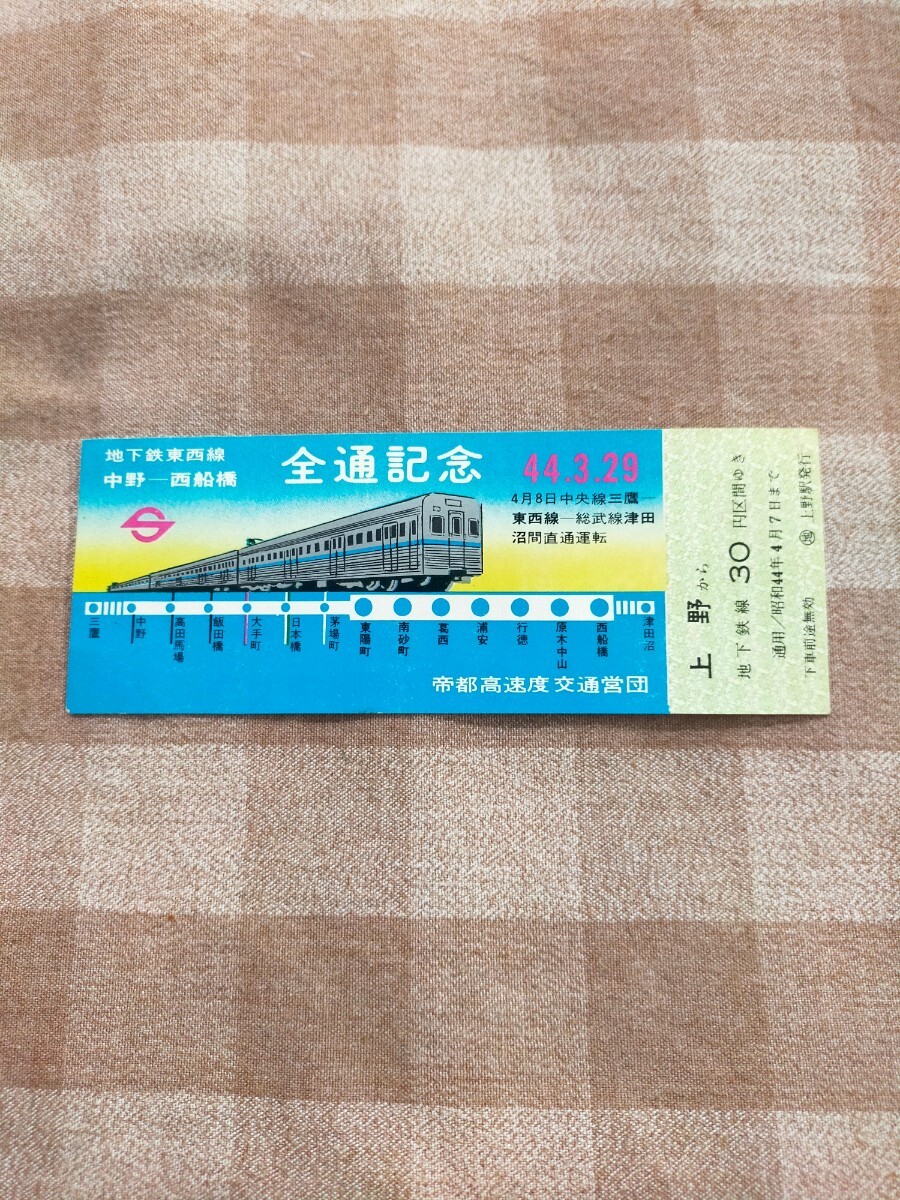 地下鉄東西線
中野―西船橋
全通記念
44.3.29
4月8日中央線三鷹―
東西線―総武線津田
沼間直通運転
三鷹
中野
高田馬場
飯田橋
大手町
日本橋
茅場町
東陽町
南砂町
葛西
浦安
行徳
原木中山
西船橋
津田沼
帝都高速度交通営団
上野から
地下鉄線30円区間ゆき
通用/昭和44年4月7日まで
下車前途無効 ㊞ 上野駅発行